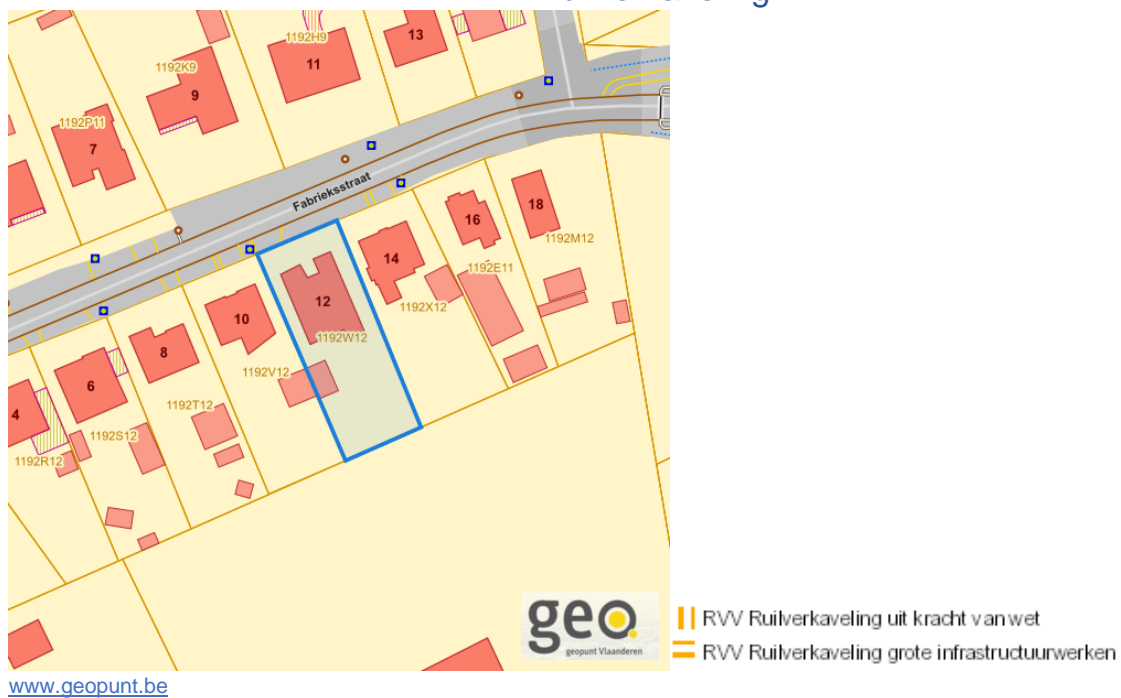 1192H9
13
11
1192K9
9
1192P11
7
Fabrieksstraat
18
16
1192M12
14
1192E11
12
1192X12
10
1192W12
8
1192V12
6
1192T12
4
1192S12
1192R12
geo
geopunt Vlaanderen
RVV Ruilverkaveling uit kracht van wet
RVV Ruilverkaveling grote infrastructuurwerken
www.geopunt.be